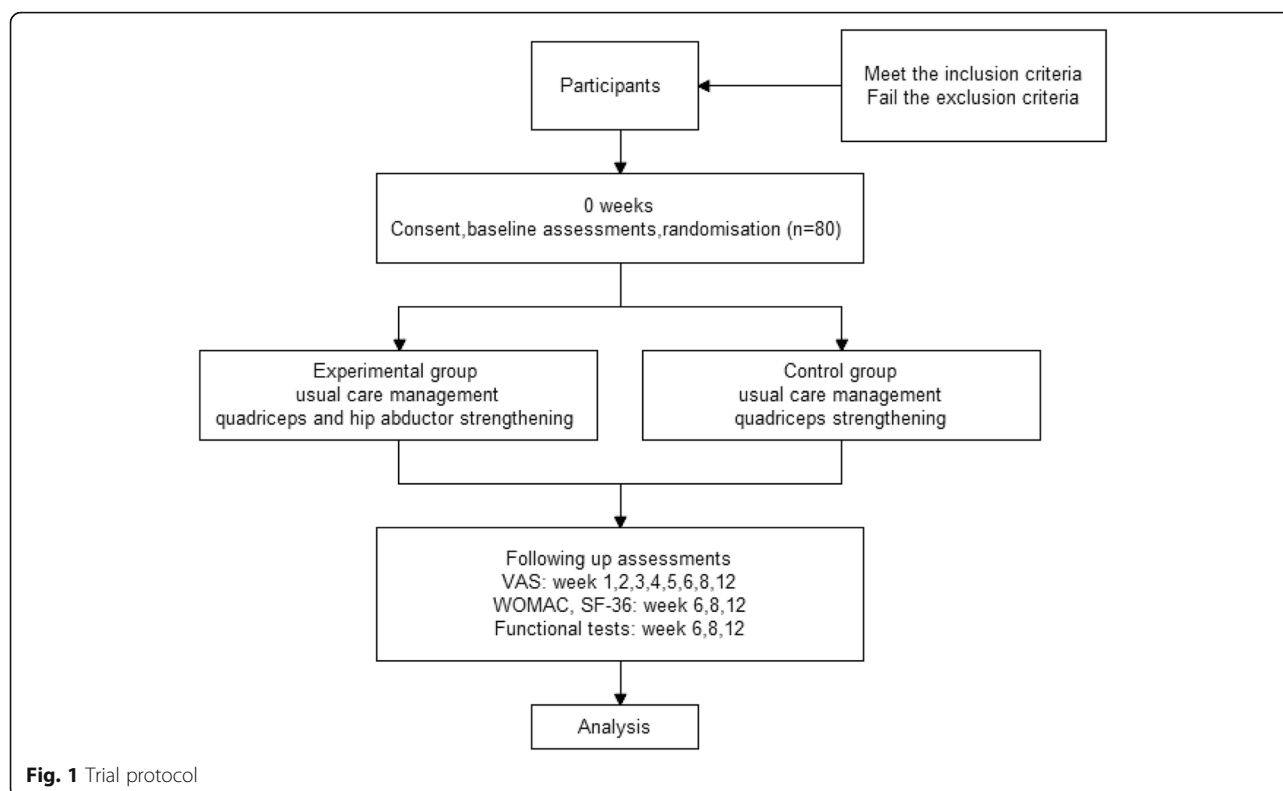 Participants
Meet the inclusion criteria
Fail the exclusion criteria
0 weeks
Consent,baseline assessments,randomisation (n=80)
Experimental group
usual care management
quadriceps and hip abductor strengthening
Control group
usual care management
quadriceps strengthening
Following up assessments
VAS: week 1,2,3,4,5,6,8,12
WOMAC, SF-36: week 6,8,12
Functional tests: week 6,8,12
Analysis
Fig. 1 Trial protocol